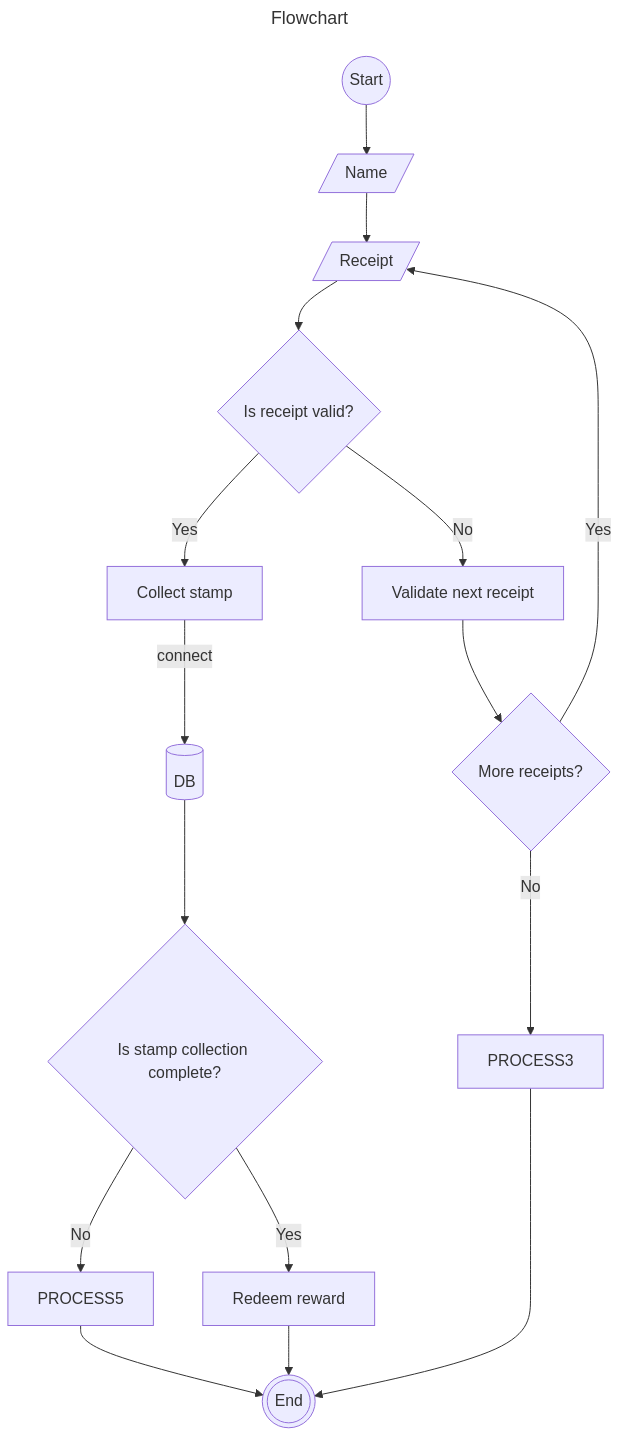 Flowchart
Start
Name
Receipt
Is receipt valid?
Yes
No
Yes
Collect stamp
Validate next receipt
connect
More receipts?
DB
No
Is stamp collection
complete?
PROCESS3
No
Yes
PROCESS5
Redeem reward
End